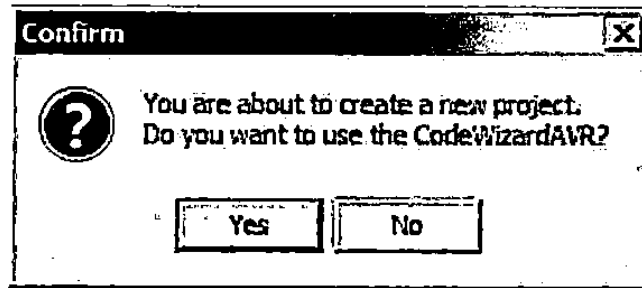 Confirm
You are about to create a new project.
Do you want to use the CodeWizardAVR?
Yes
No